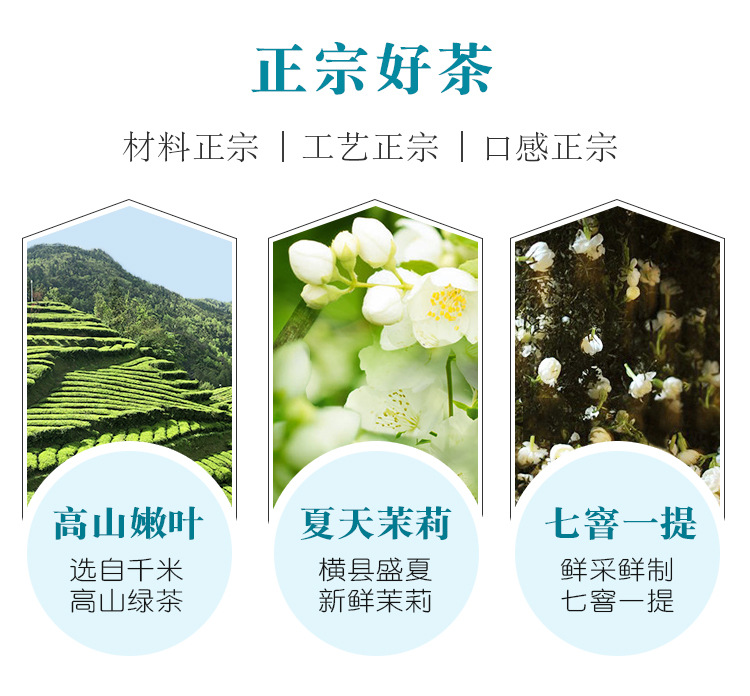 正宗好茶
材料正宗｜工艺正宗｜口感正宗
高山嫩叶
选自千米
高山绿茶
夏天茉莉
横县盛夏
新鲜茉莉
七窨一提
鲜采鲜制
七窨一提